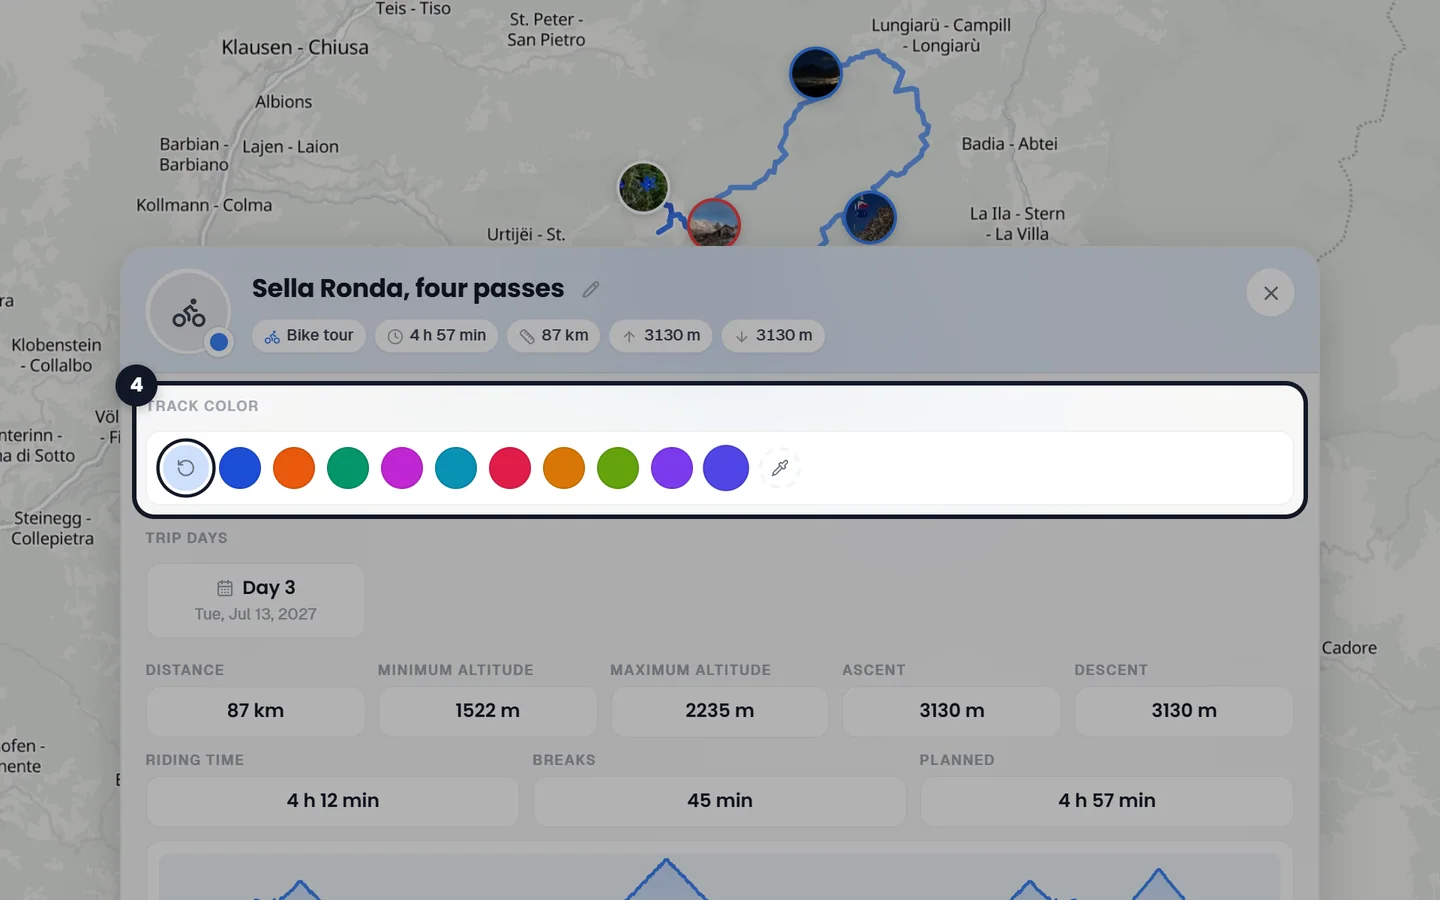 Teis - Tiso
St. Peter -
San Pietro
Lungiarü - Campill
- Longiarù
Klausen - Chiusa
Albions
Barbian -
Barbiano
Lajen - Laion
Badia - Abtei
Kollmann - Colma
Urtijëi - St.
La Ila - Stern
- La Villa
ra
Klobenstein
- Collalbo
Völ
- Fi
nterinn -
na di Sotto
Steinegg -
Collepietra
Cadore
ofen -
nente
Sella Ronda, four passes
Bike tour
4 h 57 min
87 km
3130 m
3130 m
4
TRACK COLOR
TRIP DAYS
Day 3
Tue, Jul 13, 2027
DISTANCE
MINIMUM ALTITUDE
MAXIMUM ALTITUDE
ASCENT
DESCENT
87 km
1522 m
2235 m
3130 m
3130 m
RIDING TIME
BREAKS
PLANNED
4 h 12 min
45 min
4 h 57 min